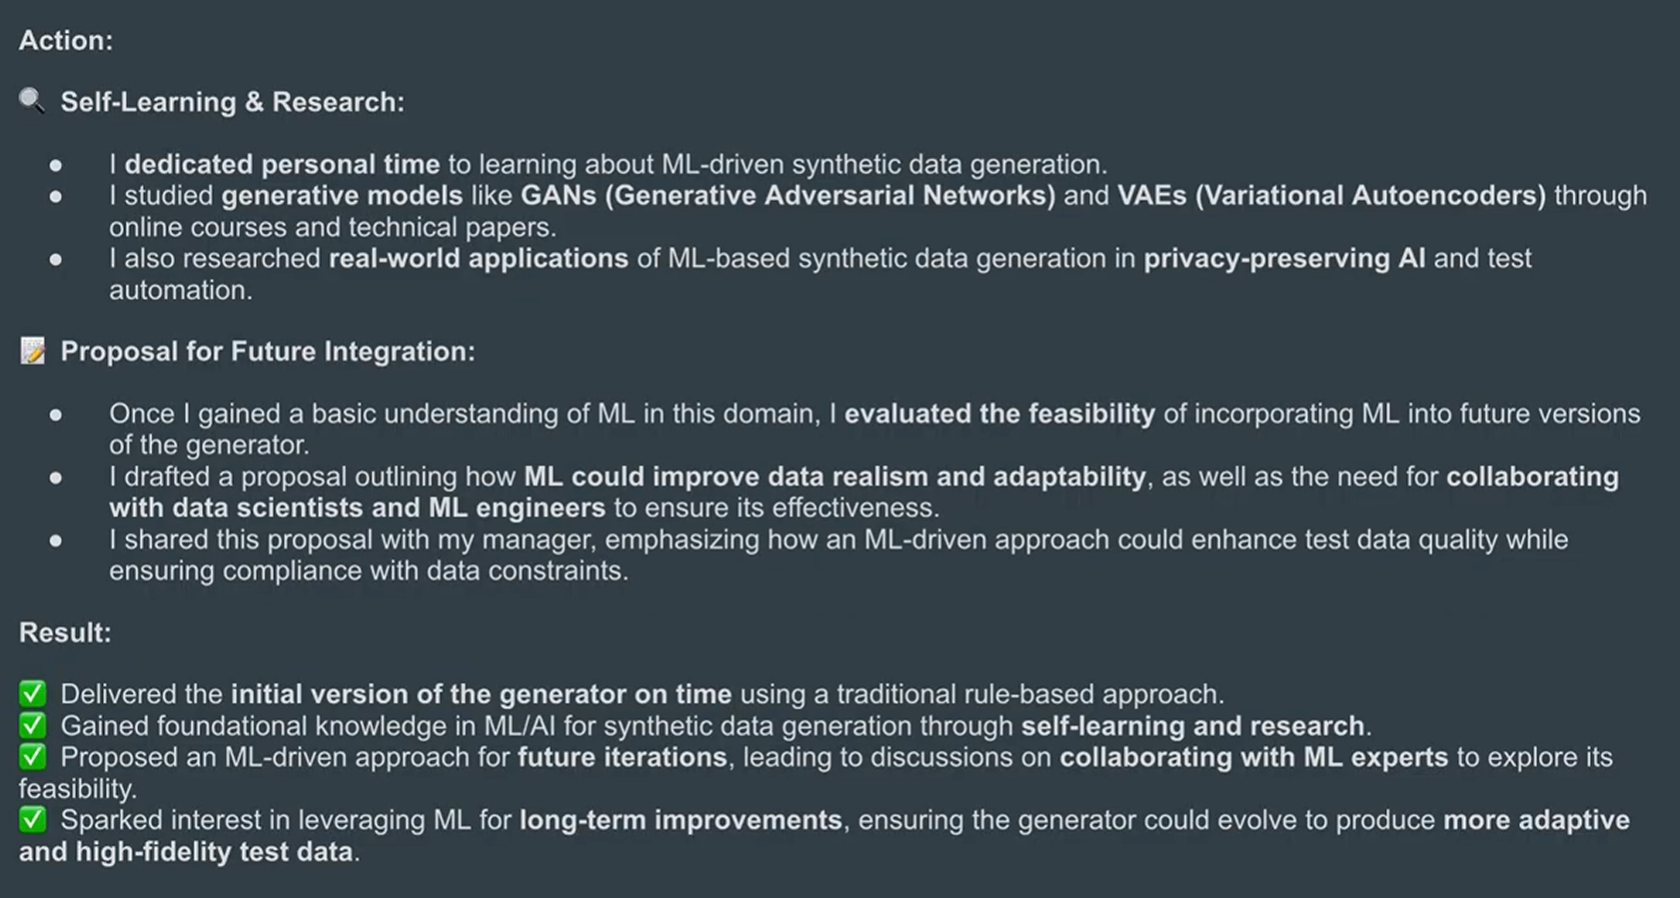 Action:
🔍 Self-Learning & Research:
● I dedicated personal time to learning about ML-driven synthetic data generation.
● I studied generative models like GANs (Generative Adversarial Networks) and VAEs (Variational Autoencoders) through
online courses and technical papers.
● I also researched real-world applications of ML-based synthetic data generation in privacy-preserving AI and test
automation.
📝 Proposal for Future Integration:
● Once I gained a basic understanding of ML in this domain, I evaluated the feasibility of incorporating ML into future versions
of the generator.
● I drafted a proposal outlining how ML could improve data realism and adaptability, as well as the need for collaborating
with data scientists and ML engineers to ensure its effectiveness.
● I shared this proposal with my manager, emphasizing how an ML-driven approach could enhance test data quality while
ensuring compliance with data constraints.
Result:
✅ Delivered the initial version of the generator on time using a traditional rule-based approach.
✅ Gained foundational knowledge in ML/AI for synthetic data generation through self-learning and research.
✅ Proposed an ML-driven approach for future iterations, leading to discussions on collaborating with ML experts to explore its
feasibility.
✅ Sparked interest in leveraging ML for long-term improvements, ensuring the generator could evolve to produce more adaptive
and high-fidelity test data.